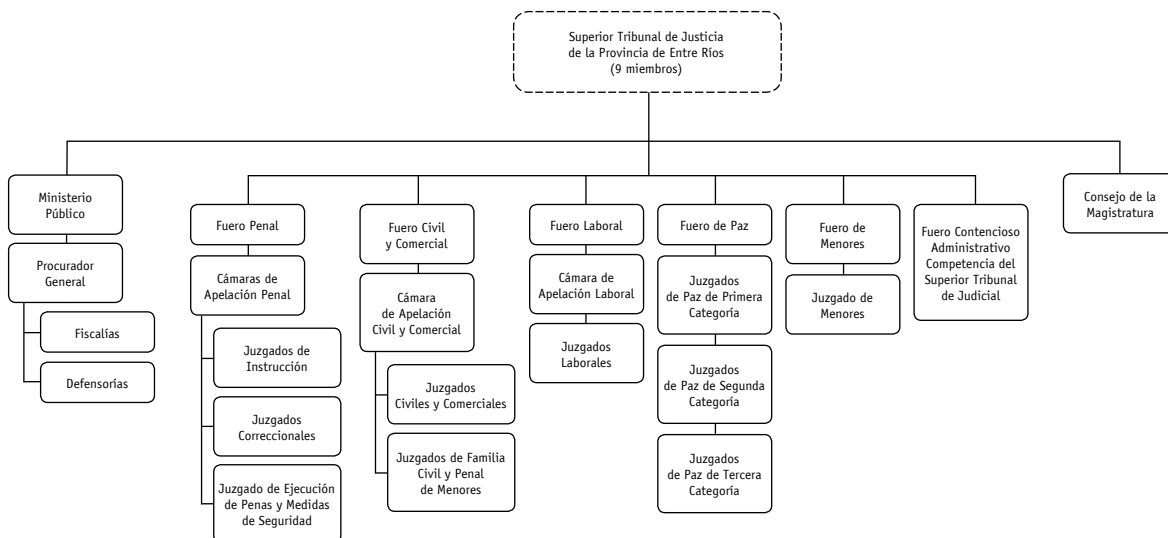 Superior Tribunal de Justicia
de la Provincia de Entre Ríos
(9 miembros)
Ministerio
Público
Procurador
General
Fiscalías
Defensorías
Fuero Penal
Cámaras de
Apelación Penal
Juzgados de
Instrucción
Juzgados
Correccionales
Juzgado de Ejecución
de Penas y Medidas
de Seguridad
Fuero Civil
y Comercial
Cámara
de Apelación
Civil y Comercial
Juzgados
Civiles y Comerciales
Juzgados de Familia
Civil y Penal
de Menores
Fuero Laboral
Cámara de
Apelación Laboral
Juzgados
Laborales
Fuero de Paz
Juzgados
de Paz de Primera
Categoría
Juzgados
de Paz de Segunda
Categoría
Juzgados
de Paz de Tercera
Categoría
Fuero de
Menores
Juzgado de
Menores
Fuero Contencioso
Administrativo
Competencia del
Superior Tribunal
de Judicial
Consejo de la
Magistratura